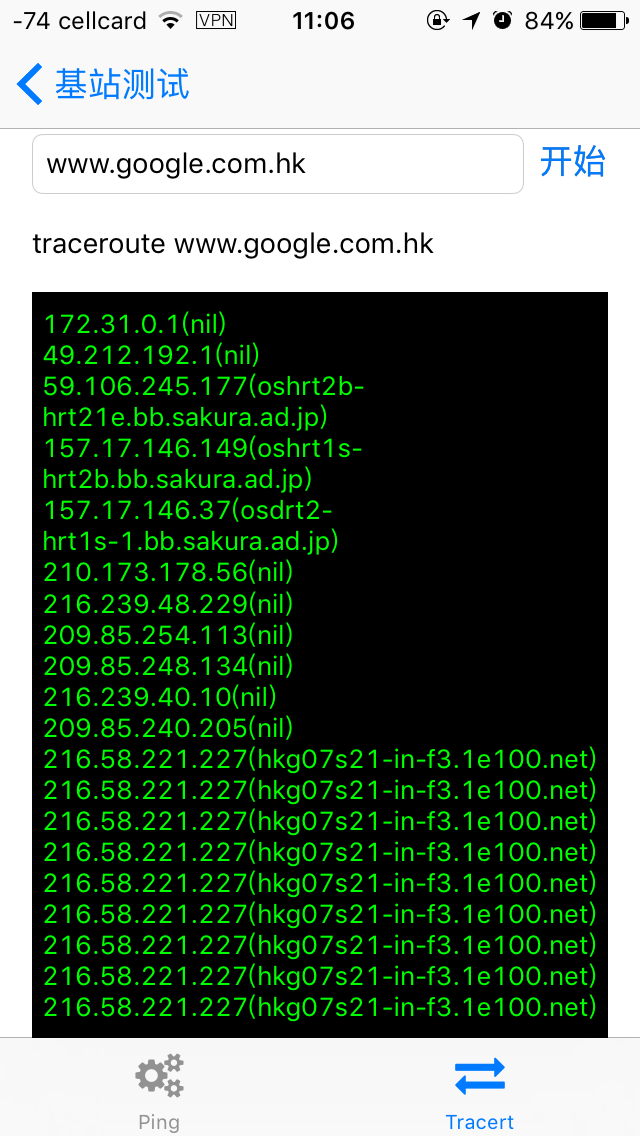 -74 cellcard VPN 11:06 84%
基站测试
www.google.com.hk 开始
traceroute www.google.com.hk
172.31.0.1(nil)
49.212.192.1(nil)
59.106.245.177(oshrt2b-
hrt21e.bb.sakura.ad.jp)
157.17.146.149(oshrt1s-
hrt2b.bb.sakura.ad.jp)
157.17.146.37(osdrt2-
hrt1s-1.bb.sakura.ad.jp)
210.173.178.56(nil)
216.239.48.229(nil)
209.85.254.113(nil)
209.85.248.134(nil)
216.239.40.10(nil)
209.85.240.205(nil)
216.58.221.227(hkg07s21-in-f3.1e100.net)
216.58.221.227(hkg07s21-in-f3.1e100.net)
216.58.221.227(hkg07s21-in-f3.1e100.net)
216.58.221.227(hkg07s21-in-f3.1e100.net)
216.58.221.227(hkg07s21-in-f3.1e100.net)
216.58.221.227(hkg07s21-in-f3.1e100.net)
216.58.221.227(hkg07s21-in-f3.1e100.net)
216.58.221.227(hkg07s21-in-f3.1e100.net)
216.58.221.227(hkg07s21-in-f3.1e100.net)
Ping Tracert